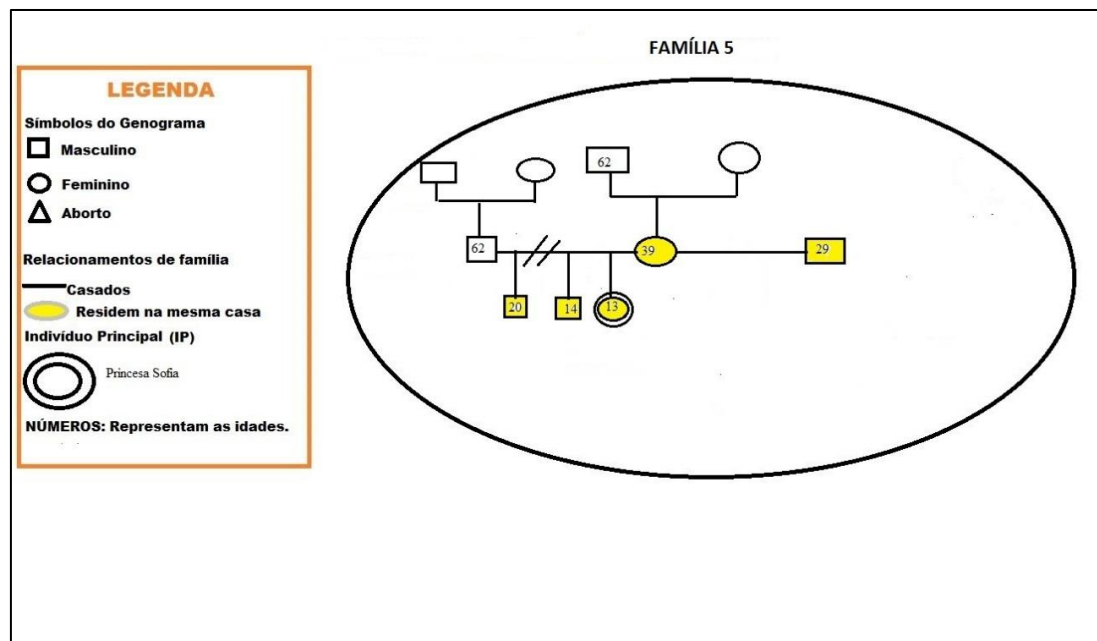 FAMÍLIA 5
LEGENDA
Símbolos do Genograma
Masculino
Feminino
Aborto
Relacionamentos de família
Casados
Residem na mesma casa
Indivíduo Principal (IP)
Princesa Sofia
NÚMEROS: Representam as idades.
62
62
39
29
20
14
13